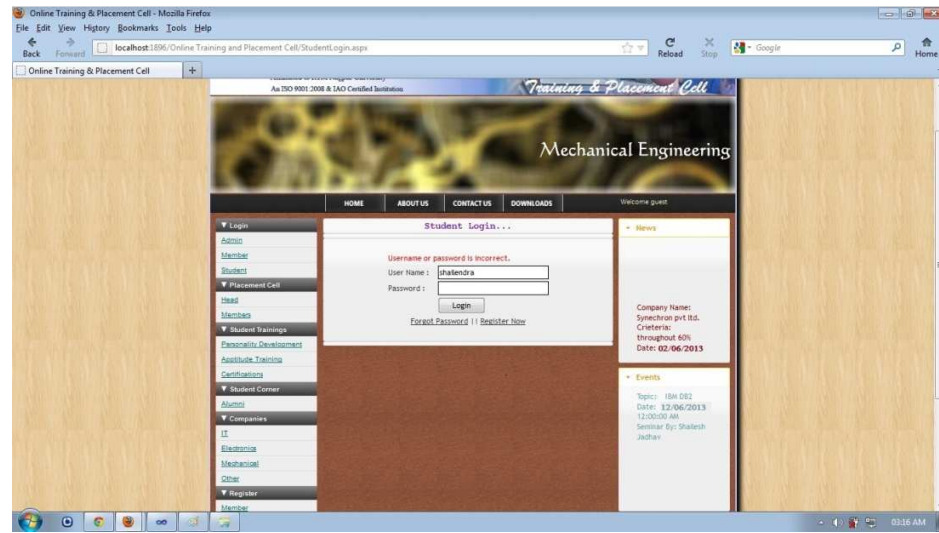 Online Training & Placement Cell - Mozilla Firefox
File Edit View History Bookmarks Tools Help
Back Forward localhost:1896/Online Training and Placement Cell/StudentLogin.aspx Reload Stop Google Home
Online Training & Placement Cell +
An ISO 9001:2008 & IAO Certified Institution
Training & Placement Cell
Mechanical Engineering
HOME ABOUT US CONTACT US DOWNLOADS Welcome guest
▼ Login
Admin
Member
Student
▼ Placement Cell
Head
Members
▼ Student Trainings
Personality Development
Apptitude Training
Certifications
▼ Student Corner
Alumni
▼ Companies
IT
Electronics
Mechanical
Other
▼ Register
Member
Student Login...
Username or password is incorrect.
User Name : shailendra
Password :
Login
Forgot Password || Register Now
News
Company Name:
Synechron pvt ltd.
Crieteria:
throughout 60%
Date: 02/06/2013
Events
Topic: IBM DB2
Date: 12/06/2013
12:00:00 AM
Seminar By: Shailesh
Jadhav
03:16 AM